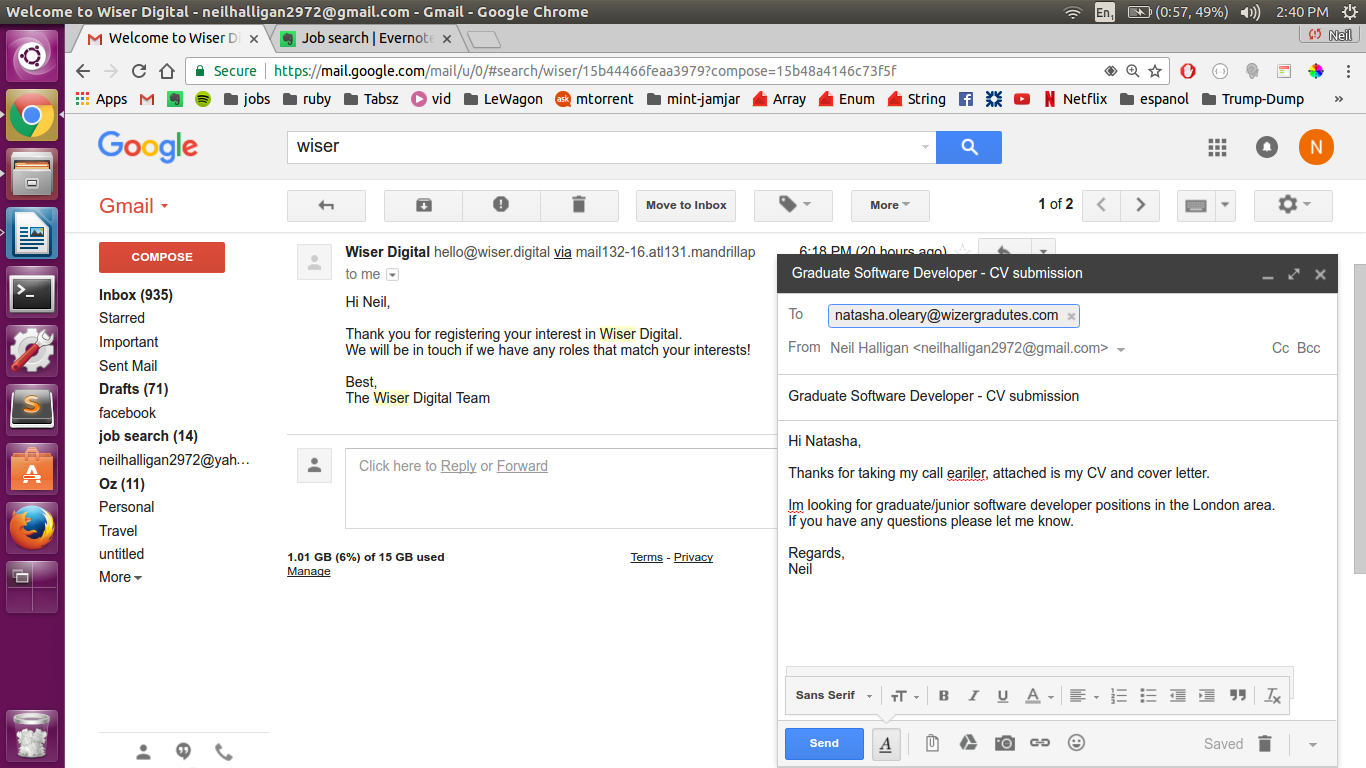 Welcome to Wiser Digital - neilhalligan2972@gmail.com - Gmail - Google Chrome
En1 (0:57, 49%) 2:40 PM
Welcome to Wiser Di
Job search | Evernote
Neil
Secure https://mail.google.com/mail/u/0/#search/wiser/15b44466feaa3979?compose=15b48a4146c73f5f
Apps jobs ruby Tabsz vid LeWagon ask mtorrent mint-jamjar Array Enum String Netflix espanol Trump-Dump »
Google
wiser
N
Gmail
Move to Inbox
More
1 of 2
COMPOSE
Inbox (935)
Starred
Important
Sent Mail
Drafts (71)
facebook
job search (14)
neilhalligan2972@yah…
Oz (11)
Personal
Travel
untitled
More
Wiser Digital hello@wiser.digital via mail132-16.atl131.mandrillap
6:18 PM (20 hours ago)
to me
Hi Neil,
Thank you for registering your interest in Wiser Digital.
We will be in touch if we have any roles that match your interests!
Best,
The Wiser Digital Team
Click here to Reply or Forward
1.01 GB (6%) of 15 GB used
Manage
Terms - Privacy
Graduate Software Developer - CV submission
To natasha.oleary@wizergradutes.com
From Neil Halligan <neilhalligan2972@gmail.com>
Cc Bcc
Graduate Software Developer - CV submission
Hi Natasha,
Thanks for taking my call eariler, attached is my CV and cover letter.
Im looking for graduate/junior software developer positions in the London area.
If you have any questions please let me know.
Regards,
Neil
Sans Serif
Send
Saved